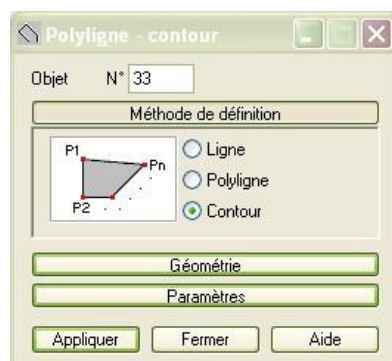 Polyligne - contour
Objet N° 33
Méthode de définition
P1
Pn
P2
Ligne
Polyligne
Contour
Géométrie
Paramètres
Appliquer Fermer Aide